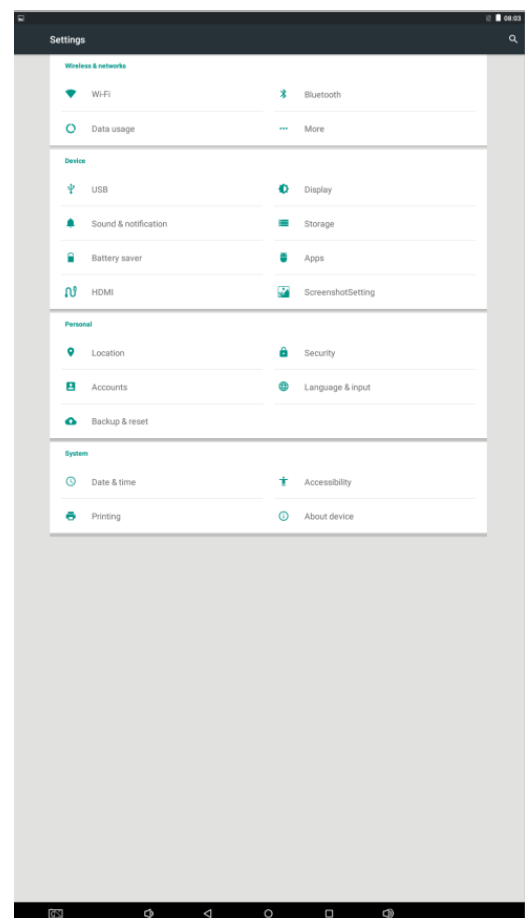 08:03
Settings
Wireless & networks
Wi-Fi
Bluetooth
Data usage
More
Device
USB
Display
Sound & notification
Storage
Battery saver
Apps
HDMI
ScreenshotSetting
Personal
Location
Security
Accounts
Language & input
Backup & reset
System
Date & time
Accessibility
Printing
About device